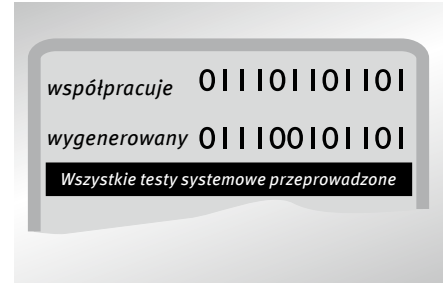 współpracuje 011101101101
wygenerowany 011100101101
Wszystkie testy systemowe przeprowadzone